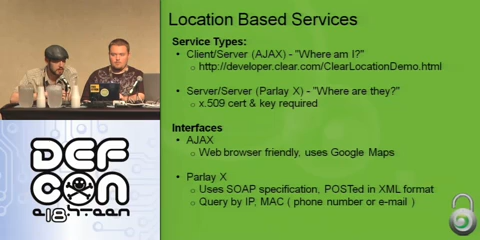 Location Based Services
Service Types:
• Client/Server (AJAX) - "Where am I?"
o http://developer.clear.com/ClearLocationDemo.html
• Server/Server (Parlay X) - "Where are they?"
o x.509 cert & key required
Interfaces
• AJAX
o Web browser friendly, uses Google Maps
• Parlay X
o Uses SOAP specification, POSTed in XML format
o Query by IP, MAC ( phone number or e-mail )
DEF
CON
e18hteen